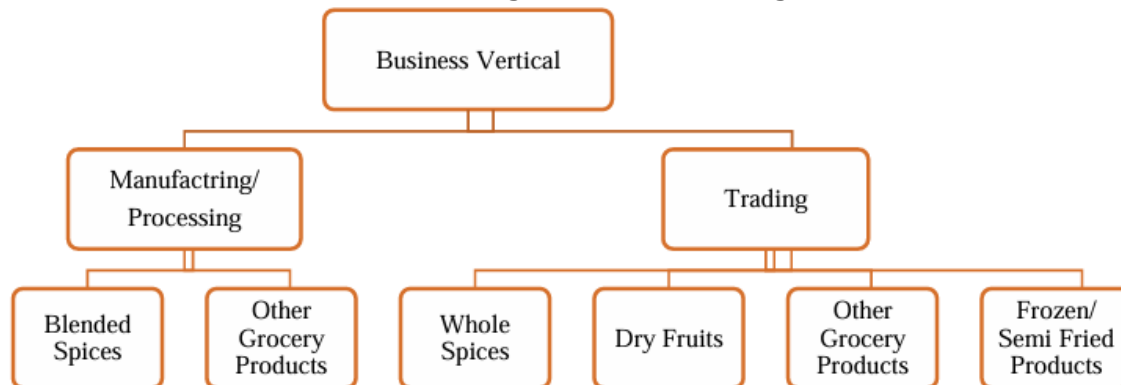 Business Vertical
Manufactring/
Processing
Trading
Blended
Spices
Other
Grocery
Products
Whole
Spices
Dry Fruits
Other
Grocery
Products
Frozen/
Semi Fried
Products